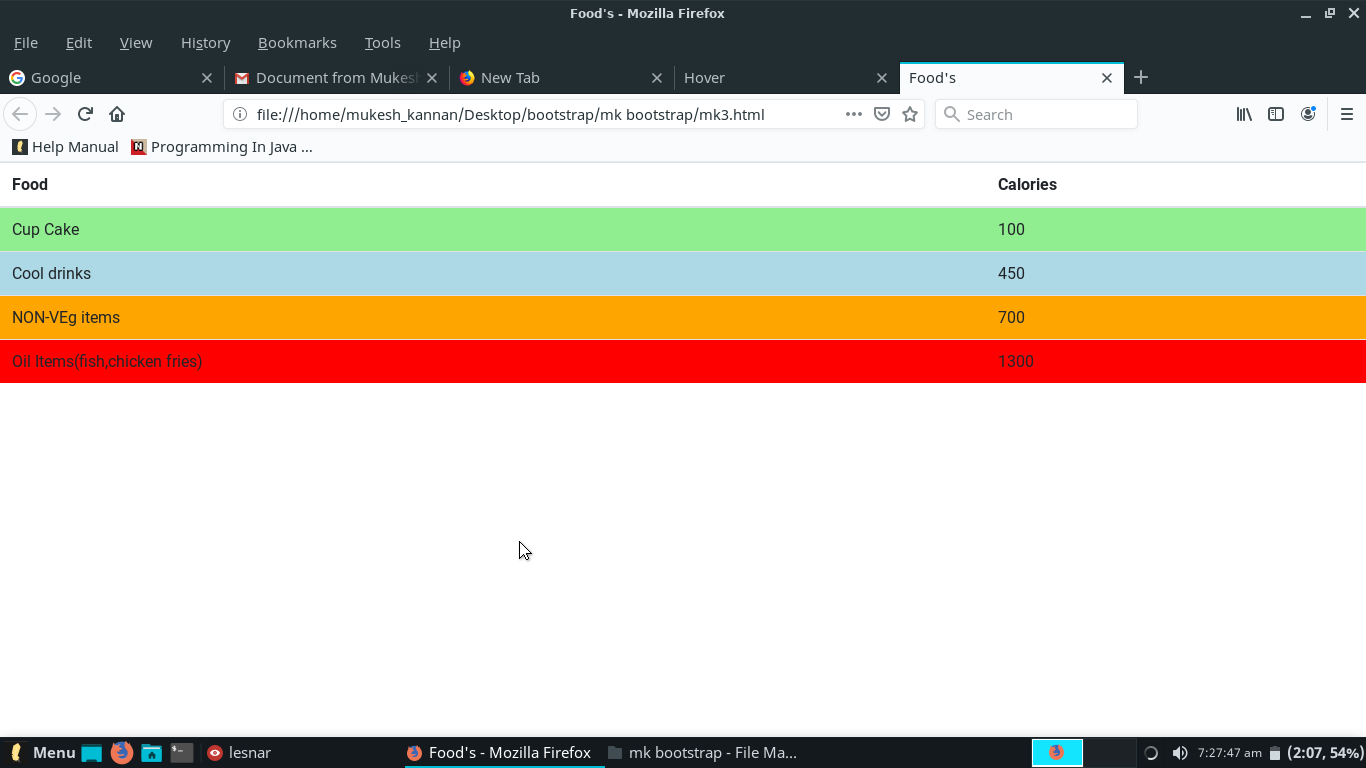 Food's - Mozilla Firefox
File Edit View History Bookmarks Tools Help
Google Document from Mukes New Tab Hover Food's
file:///home/mukesh_kannan/Desktop/bootstrap/mk bootstrap/mk3.html Search
Help Manual Programming In Java ...
Food Calories
Cup Cake 100
Cool drinks 450
NON-VEg items 700
Oil Items(fish,chicken fries) 1300
Menu lesnar Food's - Mozilla Firefox mk bootstrap - File Ma... 7:27:47 am (2:07, 54%)